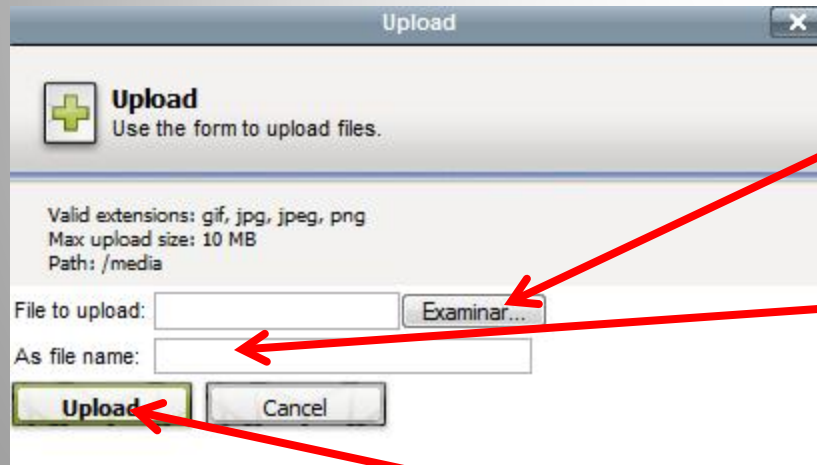 Upload
Upload
Use the form to upload files.
Valid extensions: gif, jpg, jpeg, png
Max upload size: 10 MB
Path: /media
File to upload: Examinar...
As file name:
Upload Cancel